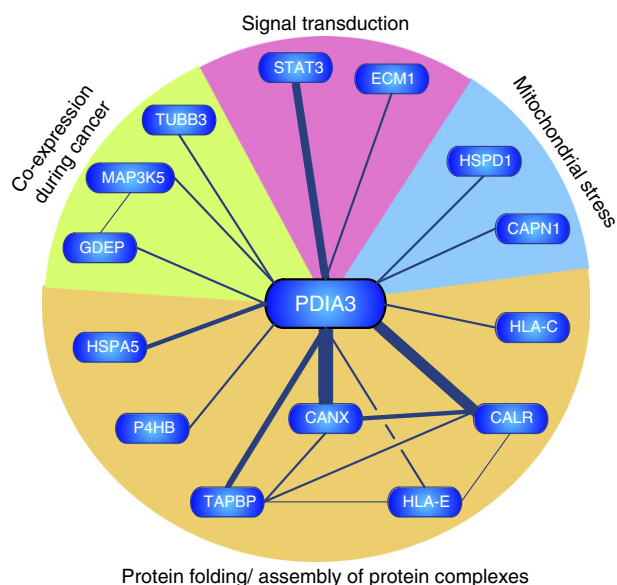 Signal transduction
STAT3
ECM1
Co-expression
during cancer
TUBB3
MAP3K5
GDEP
Mitochondrial stress
HSPD1
CAPN1
PDIA3
HSPA5
HLA-C
P4HB
CANX
CALR
TAPBP
HLA-E
Protein folding/ assembly of protein complexes